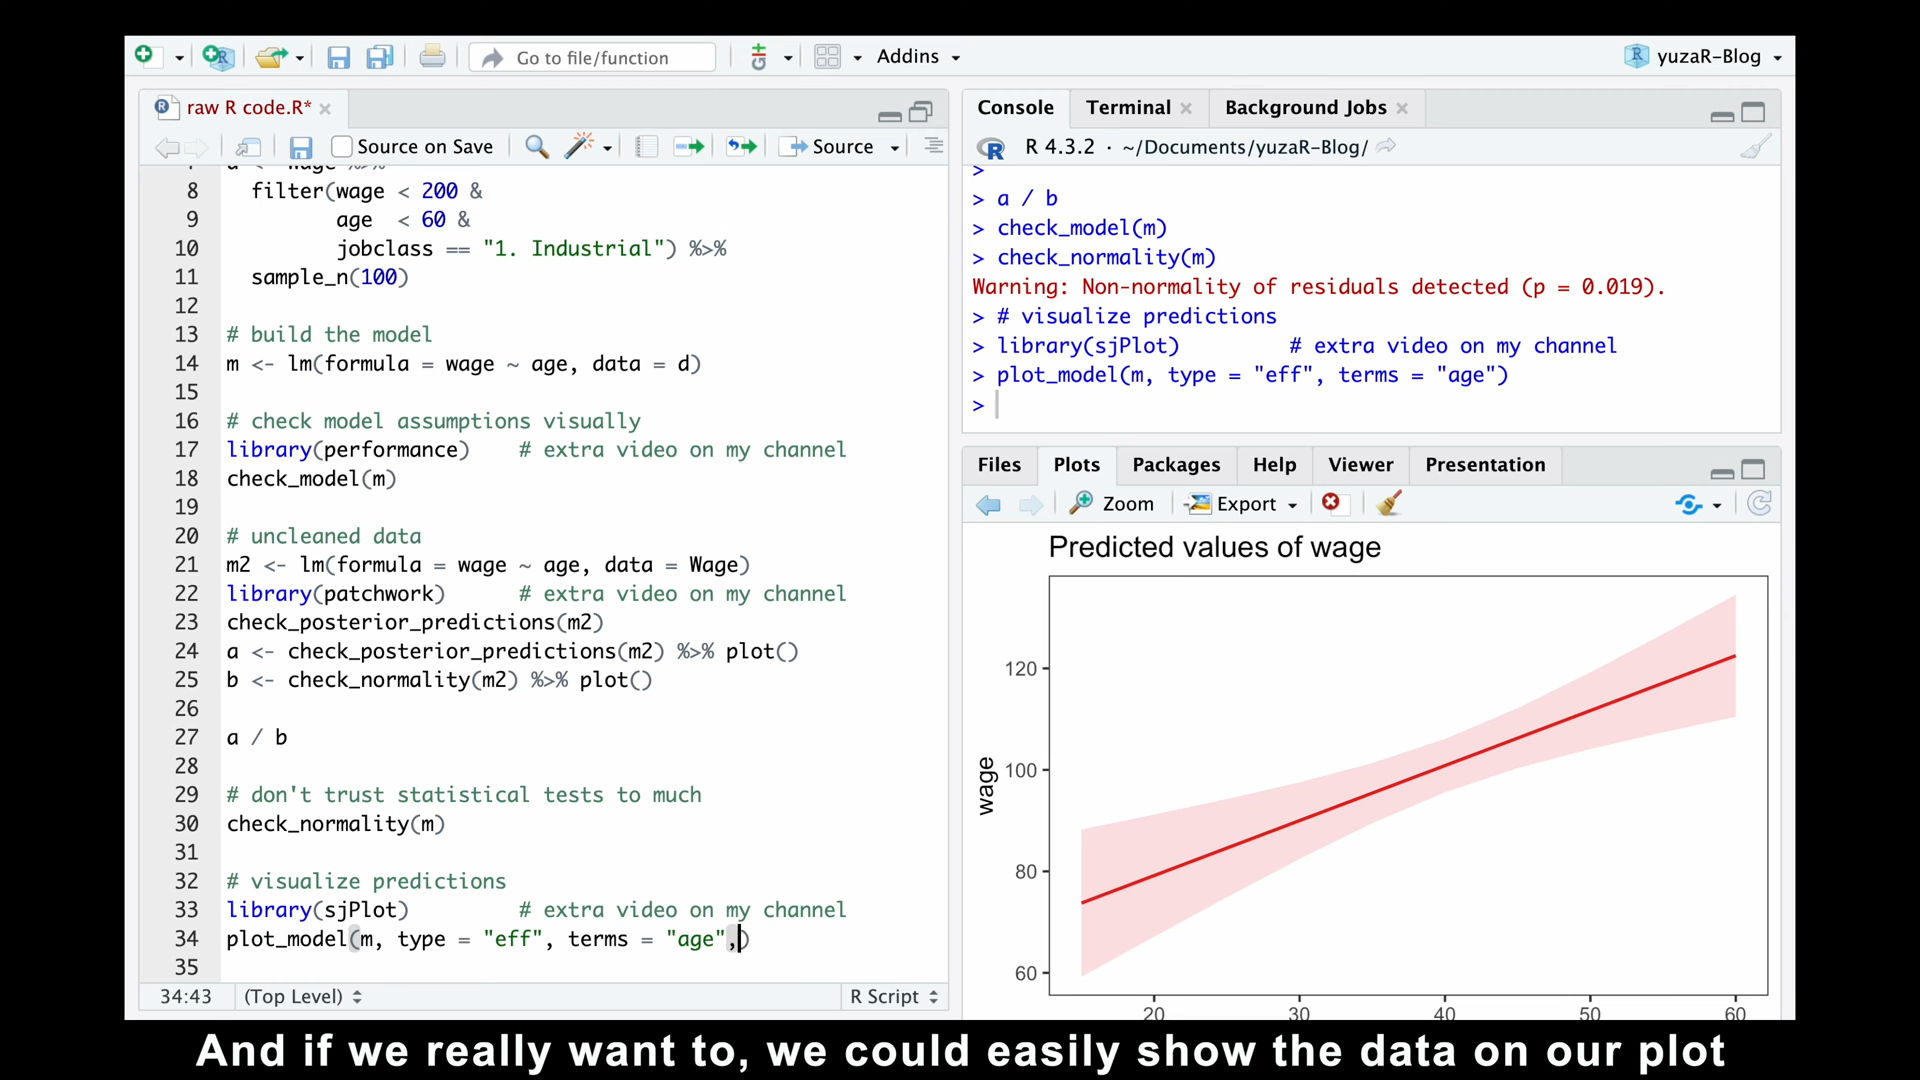 Go to file/function
Addins
yuzaR-Blog
raw R code.R*
Source on Save
Source
8 filter(wage < 200 &
9 age < 60 &
10 jobclass == "1. Industrial") %>%
11 sample_n(100)
12
13 # build the model
14 m <- lm(formula = wage ~ age, data = d)
15
16 # check model assumptions visually
17 library(performance) # extra video on my channel
18 check_model(m)
19
20 # uncleaned data
21 m2 <- lm(formula = wage ~ age, data = Wage)
22 library(patchwork) # extra video on my channel
23 check_posterior_predictions(m2)
24 a <- check_posterior_predictions(m2) %>% plot()
25 b <- check_normality(m2) %>% plot()
26
27 a / b
28
29 # don't trust statistical tests to much
30 check_normality(m)
31
32 # visualize predictions
33 library(sjPlot) # extra video on my channel
34 plot_model(m, type = "eff", terms = "age",)
35
34:43 (Top Level) R Script
Console Terminal Background Jobs
R 4.3.2 · ~/Documents/yuzaR-Blog/
>
> a / b
> check_model(m)
> check_normality(m)
Warning: Non-normality of residuals detected (p = 0.019).
> # visualize predictions
> library(sjPlot) # extra video on my channel
> plot_model(m, type = "eff", terms = "age")
>
Files Plots Packages Help Viewer Presentation
Zoom Export
Predicted values of wage
wage
120
100
80
60
20 30 40 50 60
And if we really want to, we could easily show the data on our plot